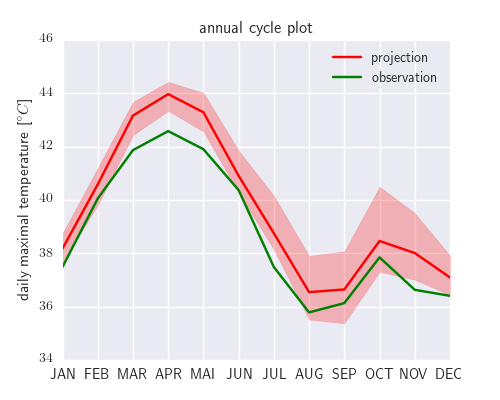 annual cycle plot
projection
observation
daily maximal temperature [°C]
46
44
42
40
38
36
34
JAN FEB MAR APR MAI JUN JUL AUG SEP OCT NOV DEC